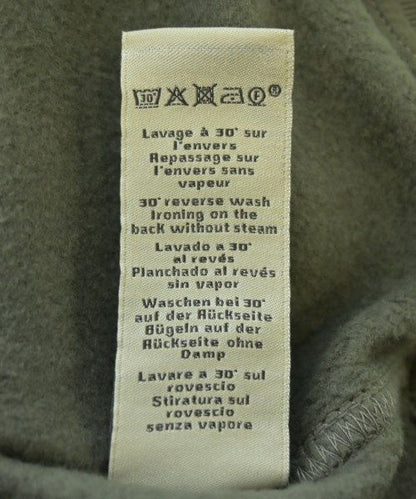 30° F ®
Lavage à 30° sur
l'envers
Repassage sur
l'envers sans
vapeur
30° reverse wash
Ironing on the
back without steam
Lavado a 30°
al revés
Planchado al revés
sin vapor
Waschen bei 30°
auf der Rückseite
Bügeln auf der
Rückseite ohne
Damp
Lavare a 30° sul
rovescio
Stiratura sul
rovescio
senza vapore